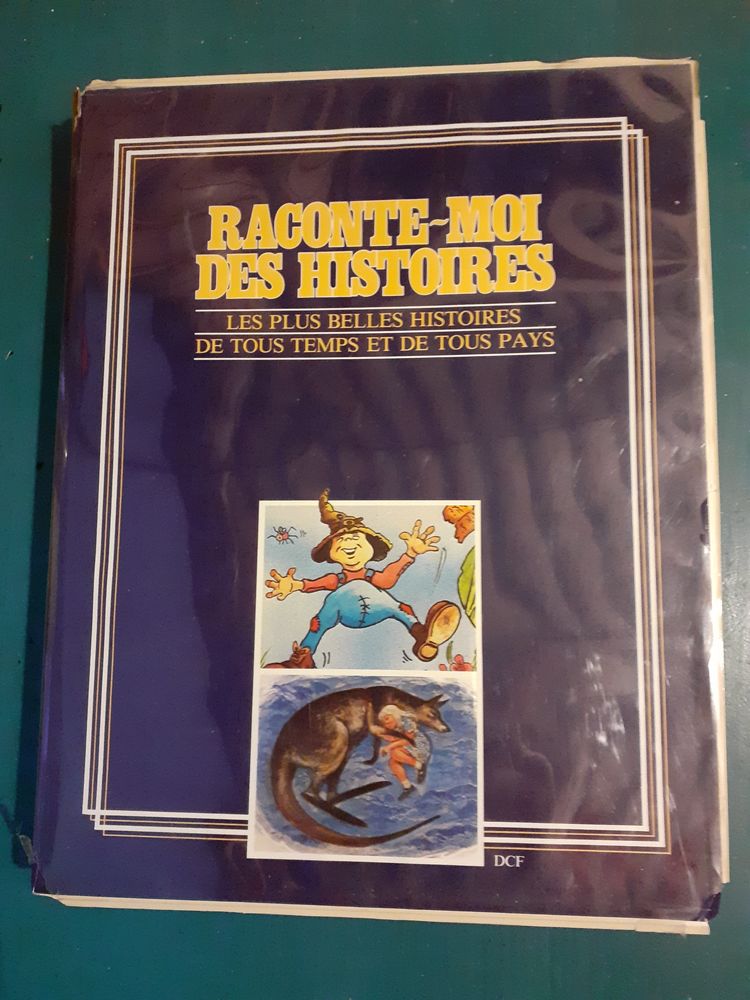 RACONTE~MOI
DES HISTOIRES
LES PLUS BELLES HISTOIRES
DE TOUS TEMPS ET DE TOUS PAYS
DCF